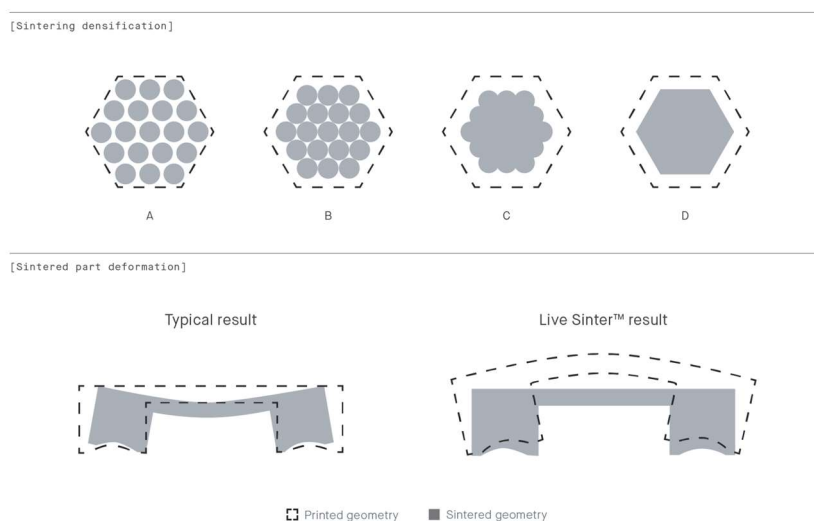 [Sintering densification]
A B C D
[Sintered part deformation]
Typical result Live Sinter™ result
Printed geometry Sintered geometry